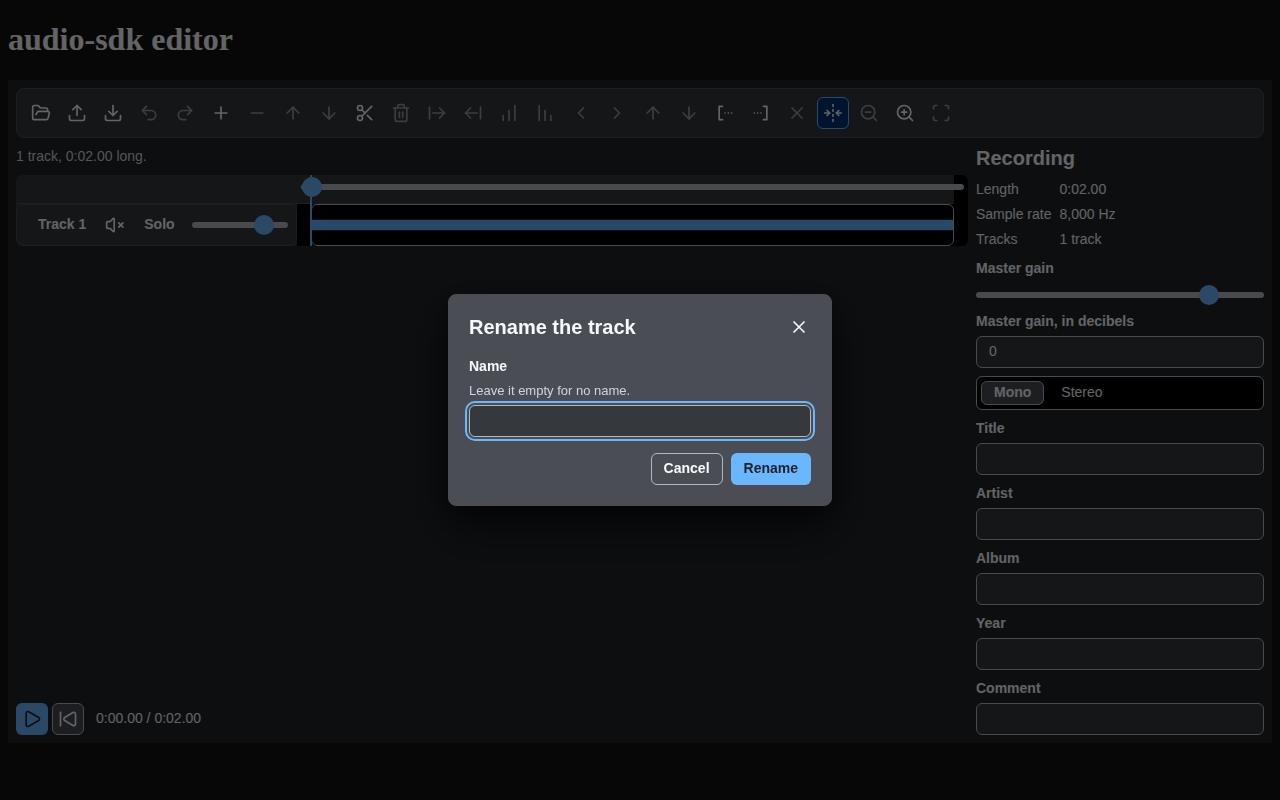 audio-sdk editor
1 track, 0:02.00 long.
Track 1 Solo
Recording
Length 0:02.00
Sample rate 8,000 Hz
Tracks 1 track
Master gain
Master gain, in decibels
0
Mono Stereo
Title
Artist
Album
Year
Comment
Rename the track
Name
Leave it empty for no name.
Cancel Rename
0:00.00 / 0:02.00